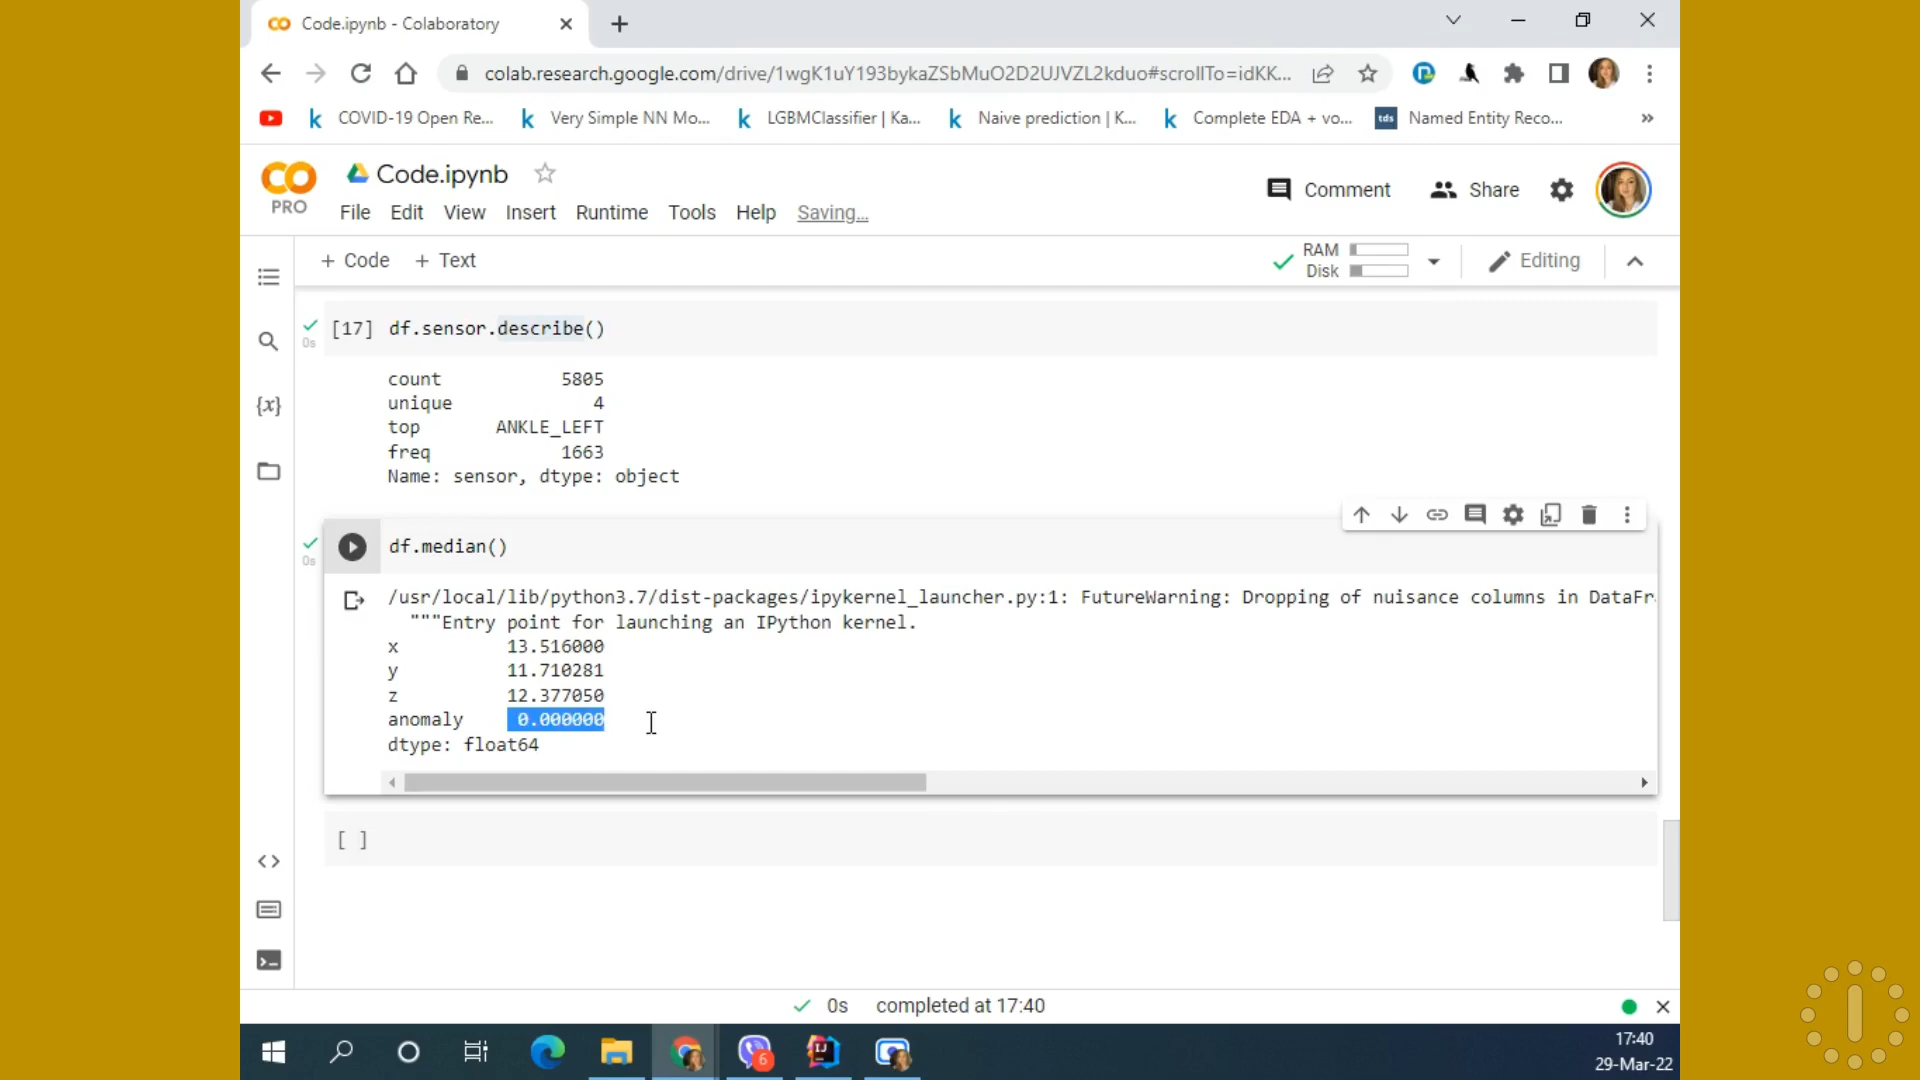 Code.ipynb - Colaboratory
colab.research.google.com/drive/1wgK1uY193bykaZSbMuO2D2UJVZL2kduo#scrollTo=idKK...
COVID-19 Open Re...
Very Simple NN Mo...
LGBMClassifier | Ka...
Naive prediction | K...
Complete EDA + vo...
tds Named Entity Reco...
Code.ipynb
PRO
File Edit View Insert Runtime Tools Help Saving...
Comment
Share
+ Code + Text
RAM
Disk
Editing
[17] df.sensor.describe()
0s
count 5805
unique 4
top ANKLE_LEFT
freq 1663
Name: sensor, dtype: object
df.median()
0s
/usr/local/lib/python3.7/dist-packages/ipykernel_launcher.py:1: FutureWarning: Dropping of nuisance columns in DataFr
"""Entry point for launching an IPython kernel.
x 13.516000
y 11.710281
z 12.377050
anomaly 0.000000
dtype: float64
[ ]
0s completed at 17:40
6
17:40
29-Mar-22